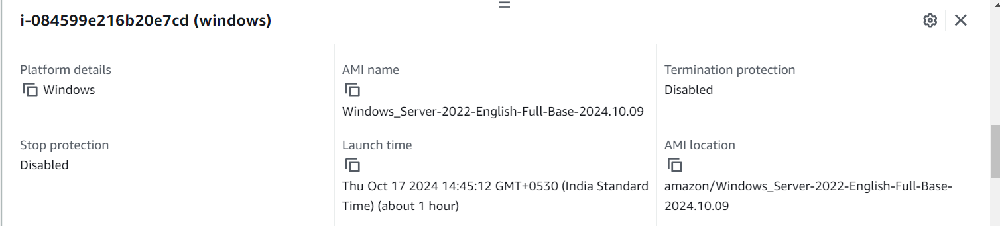 i-084599e216b20e7cd (windows)
Platform details
Windows
AMI name
Windows_Server-2022-English-Full-Base-2024.10.09
Termination protection
Disabled
Stop protection
Disabled
Launch time
Thu Oct 17 2024 14:45:12 GMT+0530 (India Standard
Time) (about 1 hour)
AMI location
amazon/Windows_Server-2022-English-Full-Base-
2024.10.09